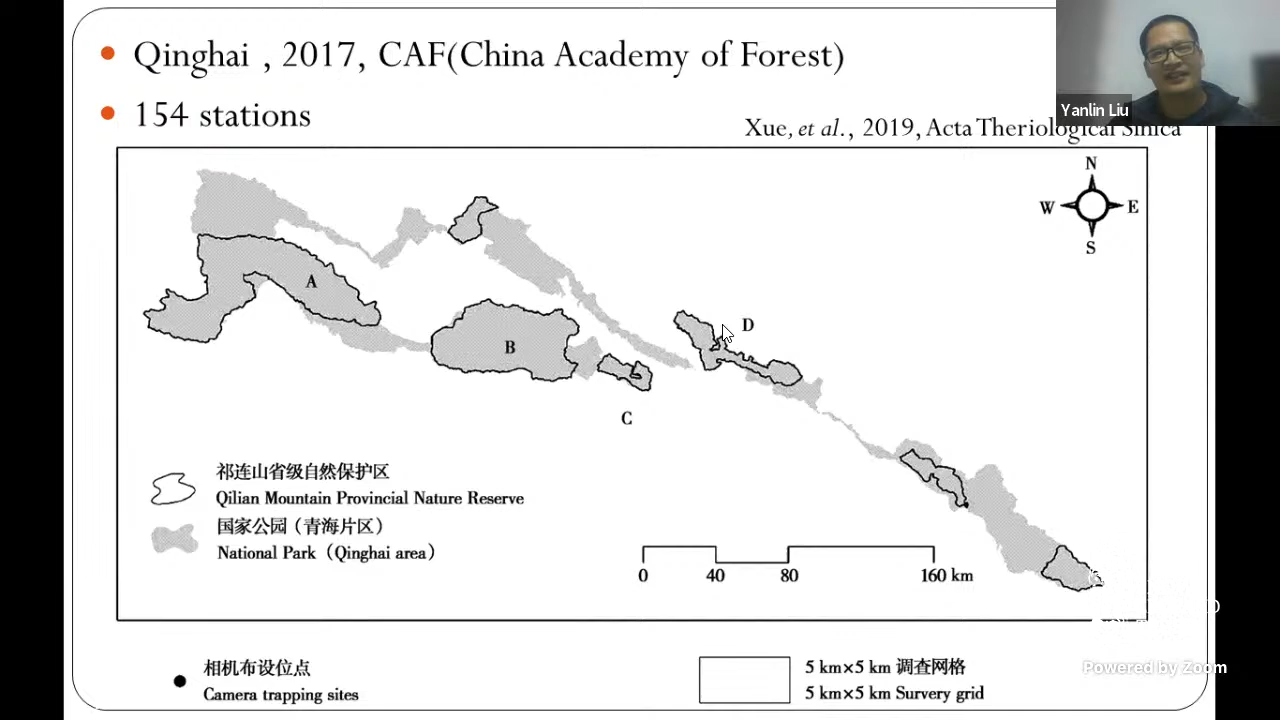 Qinghai , 2017, CAF(China Academy of Forest)
154 stations
Yanlin Liu
Xue, et al., 2019, Acta Theriological Sinica
N
W
E
S
A
B
C
D
祁连山省级自然保护区
Qilian Mountain Provincial Nature Reserve
国家公园（青海片区）
National Park（Qinghai area）
0 40 80 160 km
相机布设位点
Camera trapping sites
5 km×5 km 调查网格
5 km×5 km Survery grid
Powered by Zoom